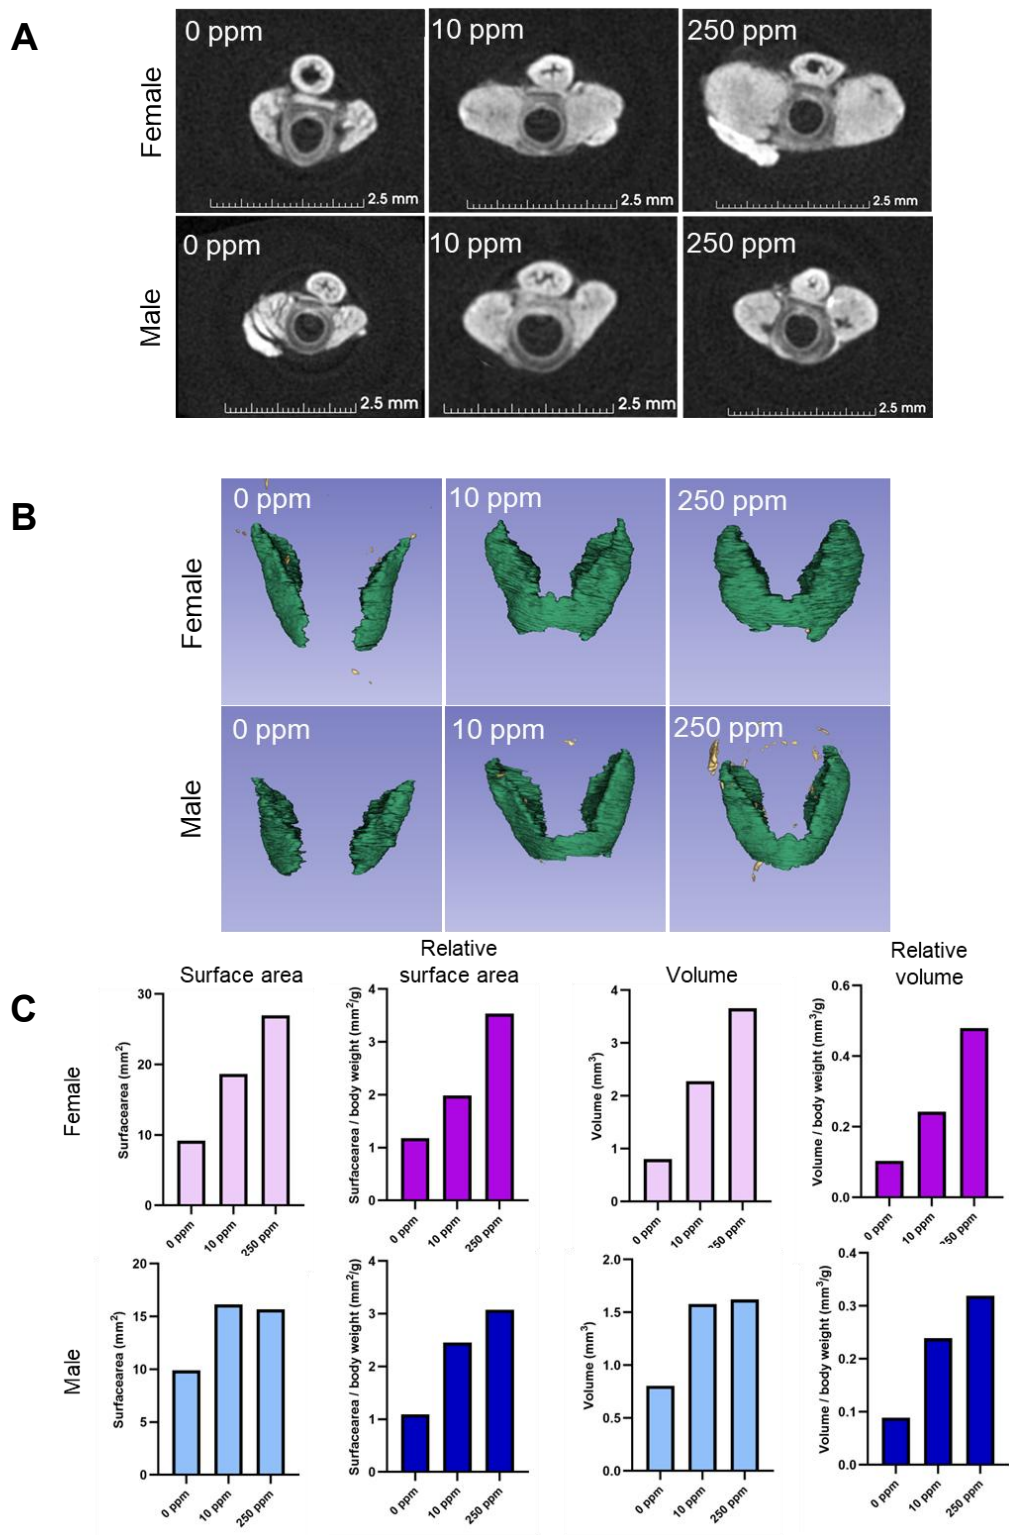 A
Female
0 ppm
10 ppm
250 ppm
2.5 mm
2.5 mm
2.5 mm
Male
0 ppm
10 ppm
250 ppm
2.5 mm
2.5 mm
2.5 mm
B
Female
0 ppm
10 ppm
250 ppm
Male
0 ppm
10 ppm
250 ppm
C
Surface area
Relative
surface area
Volume
Relative
volume
Female
Surfacearea (mm²)
30
20
10
0
0 ppm
10 ppm
250 ppm
Surfacearea / body weight (mm²/g)
4
3
2
1
0
0 ppm
10 ppm
250 ppm
Volume (mm³)
4
3
2
1
0
0 ppm
10 ppm
250 ppm
Volume / body weight (mm³/g)
0.6
0.4
0.2
0.0
0 ppm
10 ppm
250 ppm
Male
Surfacearea (mm²)
20
15
10
5
0
0 ppm
10 ppm
250 ppm
Surfacearea / body weight (mm²/g)
4
3
2
1
0
0 ppm
10 ppm
250 ppm
Volume (mm³)
2.0
1.5
1.0
0.5
0.0
0 ppm
10 ppm
250 ppm
Volume / body weight (mm³/g)
0.4
0.3
0.2
0.1
0.0
0 ppm
10 ppm
250 ppm